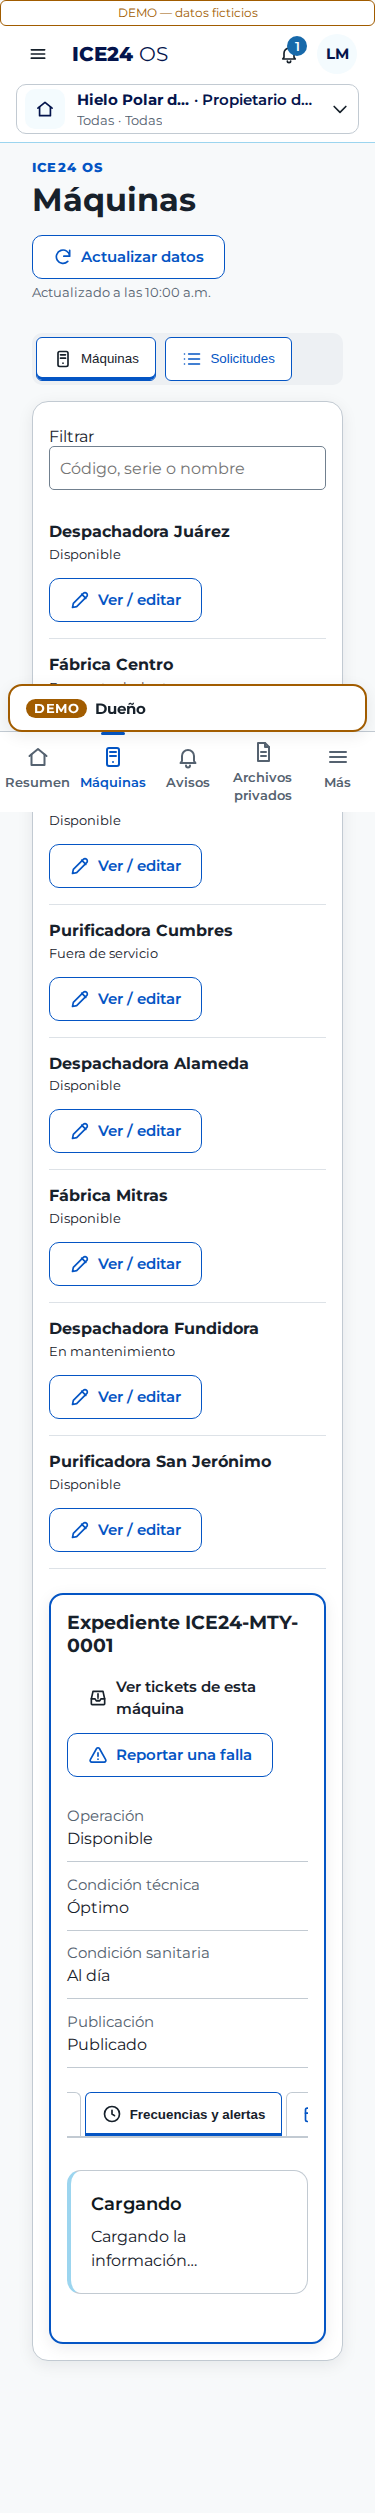 DEMO — datos ficticios
ICE24 OS
1
LM
Hielo Polar d... · Propietario d...
Todas · Todas
ICE24 OS
Máquinas
Actualizar datos
Actualizado a las 10:00 a.m.
Máquinas
Solicitudes
Filtrar
Código, serie o nombre
Despachadora Juárez
Disponible
Ver / editar
Fábrica Centro
DEMO Dueño
Resumen
Máquinas
Avisos
Archivos privados
Más
Disponible
Ver / editar
Purificadora Cumbres
Fuera de servicio
Ver / editar
Despachadora Alameda
Disponible
Ver / editar
Fábrica Mitras
Disponible
Ver / editar
Despachadora Fundidora
En mantenimiento
Ver / editar
Purificadora San Jerónimo
Disponible
Ver / editar
Expediente ICE24-MTY-
0001
Ver tickets de esta
máquina
Reportar una falla
Operación
Disponible
Condición técnica
Óptimo
Condición sanitaria
Al día
Publicación
Publicado
Frecuencias y alertas
Cargando
Cargando la
información...